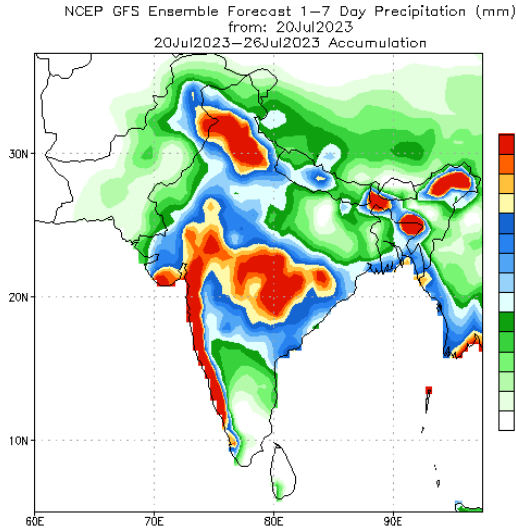 NCEP GFS Ensemble Forecast 1-7 Day Precipitation (mm)
from: 20Jul2023
20Jul2023-26Jul2023 Accumulation
30N
20N
10N
60E 70E 80E 90E